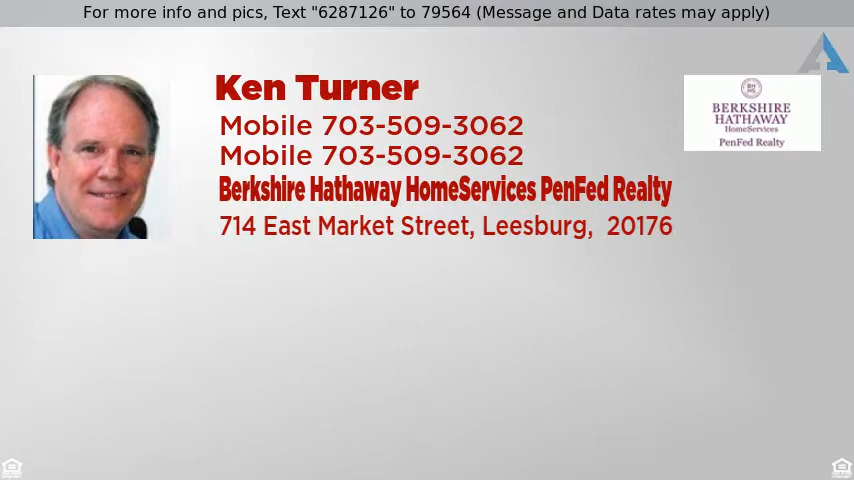 For more info and pics, Text "6287126" to 79564 (Message and Data rates may apply)
Ken Turner
Mobile 703-509-3062
Mobile 703-509-3062
Berkshire Hathaway HomeServices PenFed Realty
714 East Market Street, Leesburg,  20176
BH
HS
BERKSHIRE
HATHAWAY
HomeServices
PenFed Realty